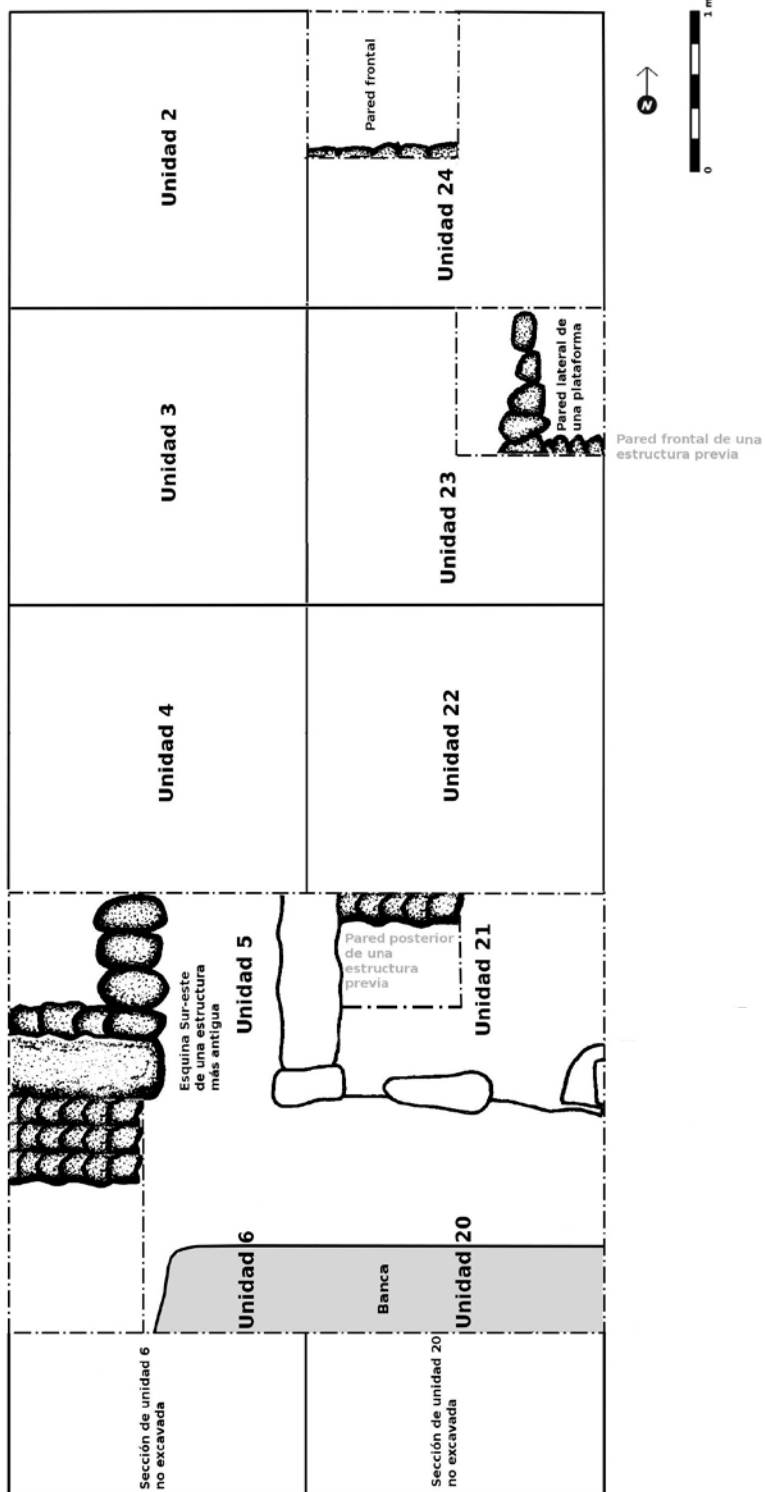 Unidad 2
Pared frontal
Unidad 24
N
0
1 m
Unidad 3
Pared lateral de
una plataforma
Unidad 23
Pared frontal de una
estructura previa
Unidad 4
Unidad 22
Esquina Sur-este
de una estructura
más antigua
Unidad 5
Pared posterior
de una
estructura
previa
Unidad 21
Unidad 6
Banca
Unidad 20
Sección de unidad 6
no excavada
Sección de unidad 20
no excavada